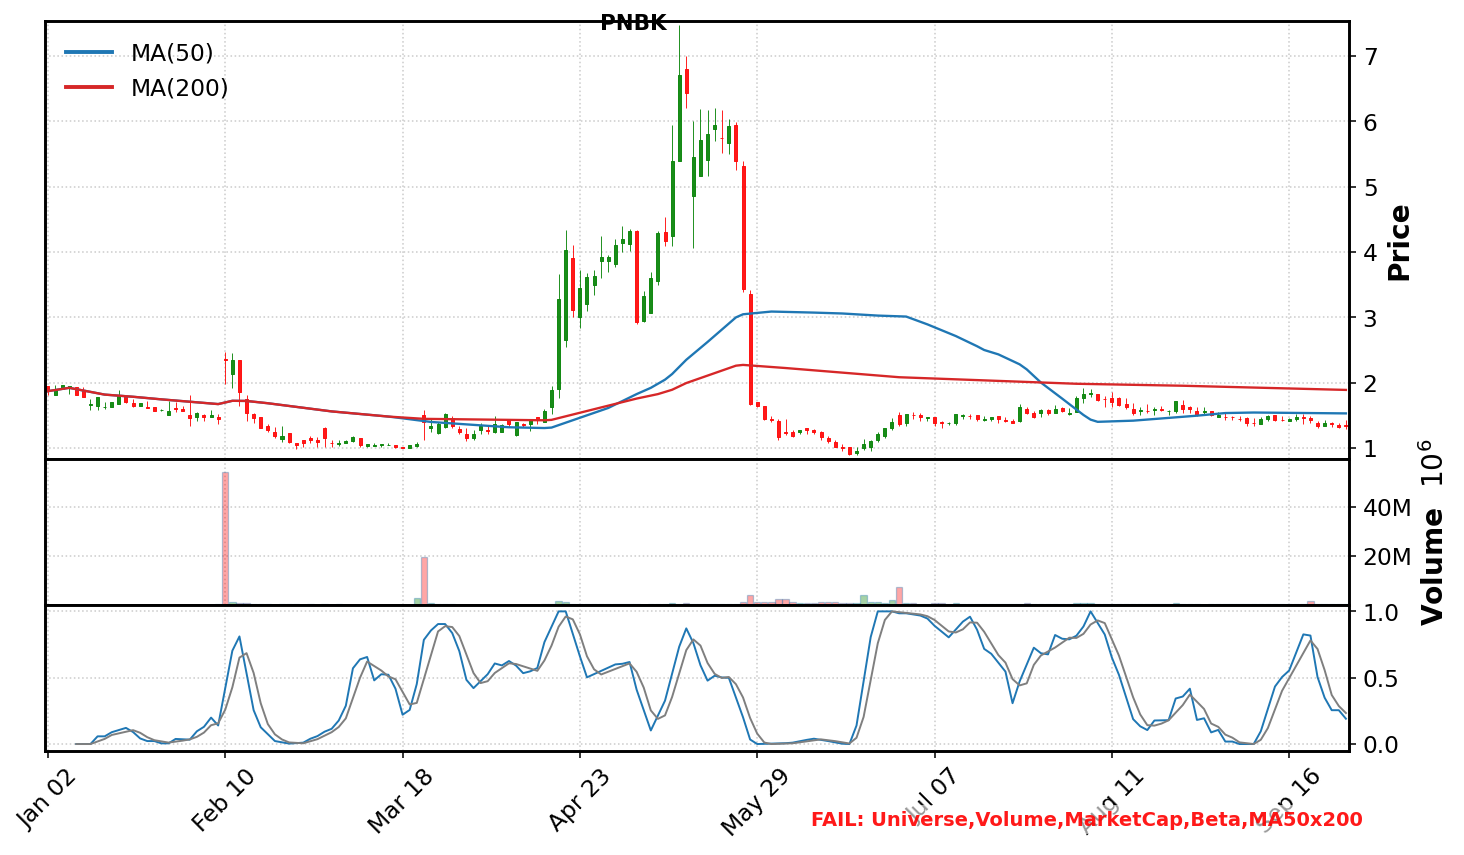 PNBK
MA(50)
MA(200)
7
6
5
4
3
2
1
Price
40M
20M
Volume 10^6
1.0
0.5
0.0
Jan 02
Feb 10
Mar 18
Apr 23
May 29
Jul 07
Aug 11
Sep 16
FAIL: Universe,Volume,MarketCap,Beta,MA50x200